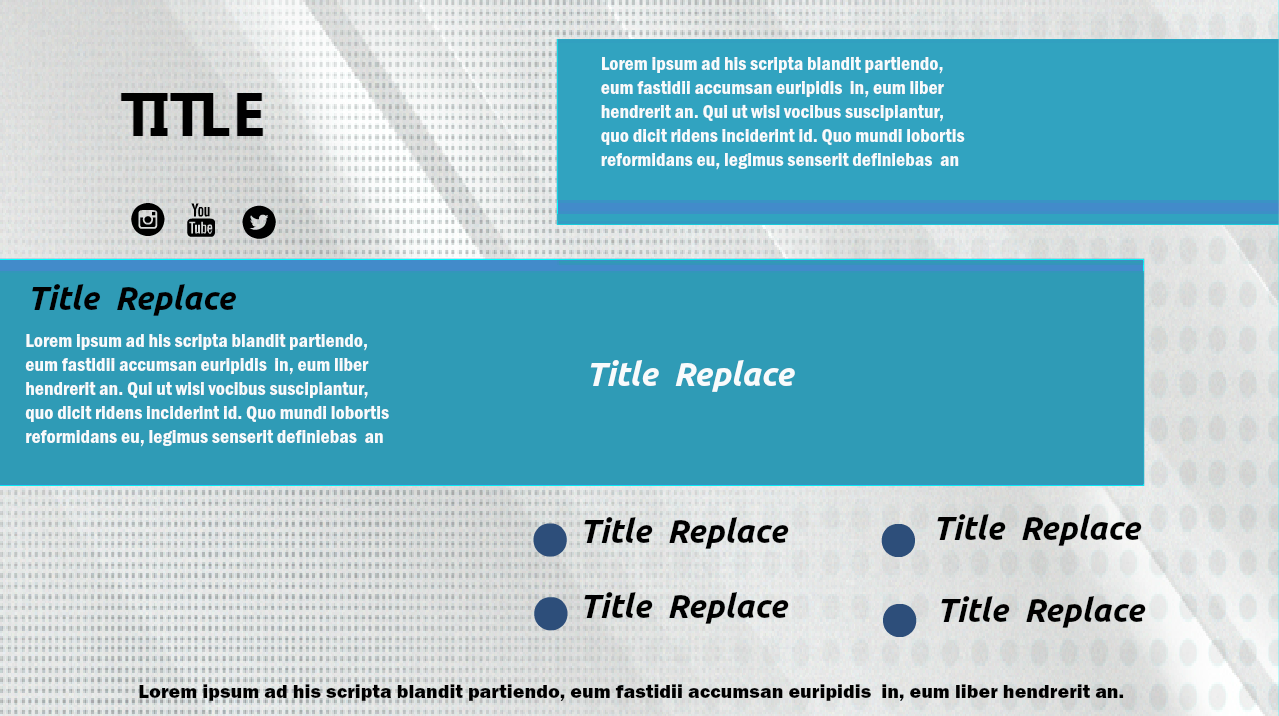 TITLE
You
Tube
Lorem ipsum ad his scripta blandit partiendo,
eum fastidii accumsan euripidis in, eum liber
hendrerit an. Qui ut wisi vocibus suscipiantur,
quo dicit ridens inciderint id. Quo mundi lobortis
reformidans eu, legimus senserit definiebas an
Title Replace
Lorem ipsum ad his scripta blandit partiendo,
eum fastidii accumsan euripidis in, eum liber
hendrerit an. Qui ut wisi vocibus suscipiantur,
quo dicit ridens inciderint id. Quo mundi lobortis
reformidans eu, legimus senserit definiebas an
Title Replace
Title Replace
Title Replace
Title Replace
Title Replace
Lorem ipsum ad his scripta blandit partiendo, eum fastidii accumsan euripidis in, eum liber hendrerit an.